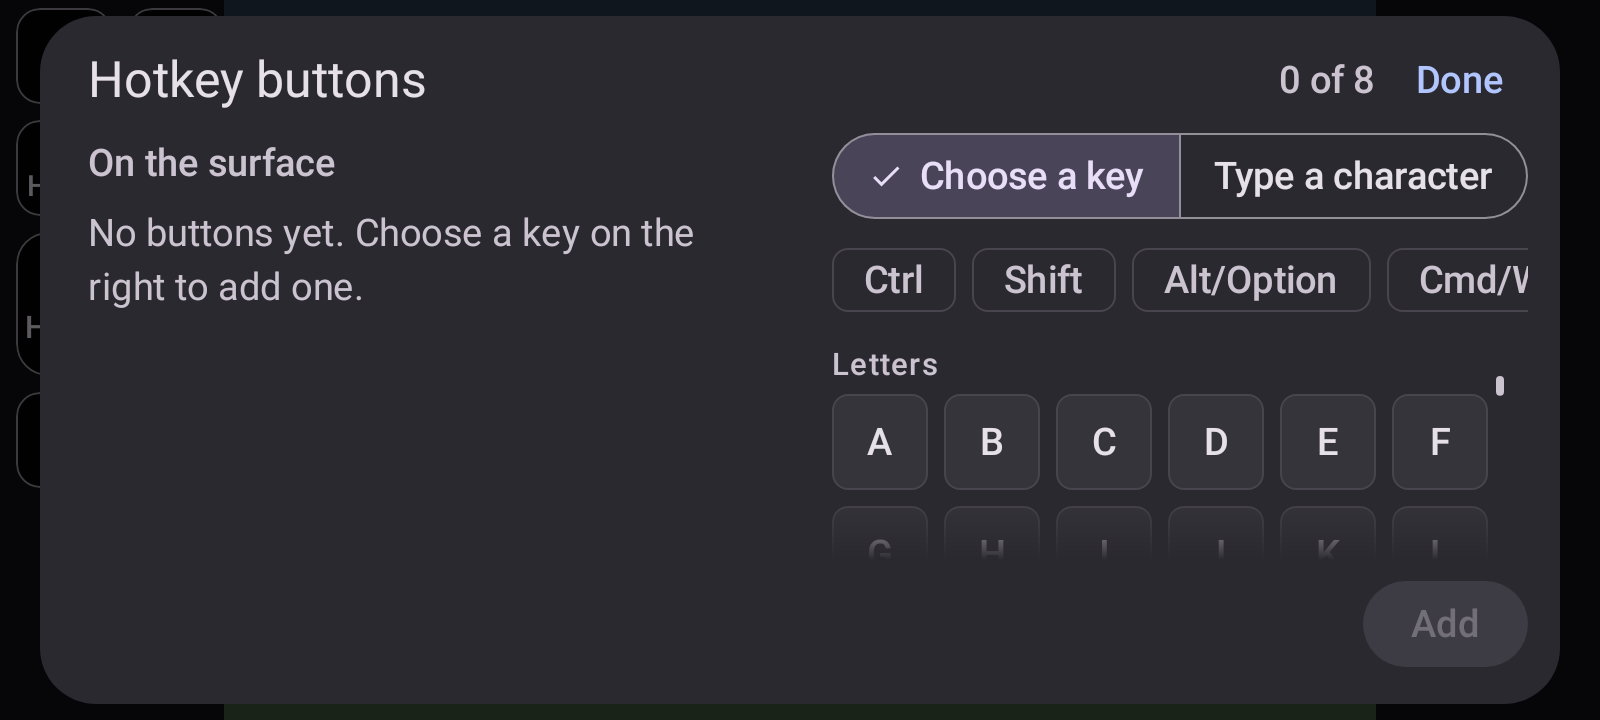 Hotkey buttons
0 of 8
Done
On the surface
No buttons yet. Choose a key on the
right to add one.
Choose a key
Type a character
Ctrl
Shift
Alt/Option
Cmd/
Letters
A B C D E F
G H K
Add